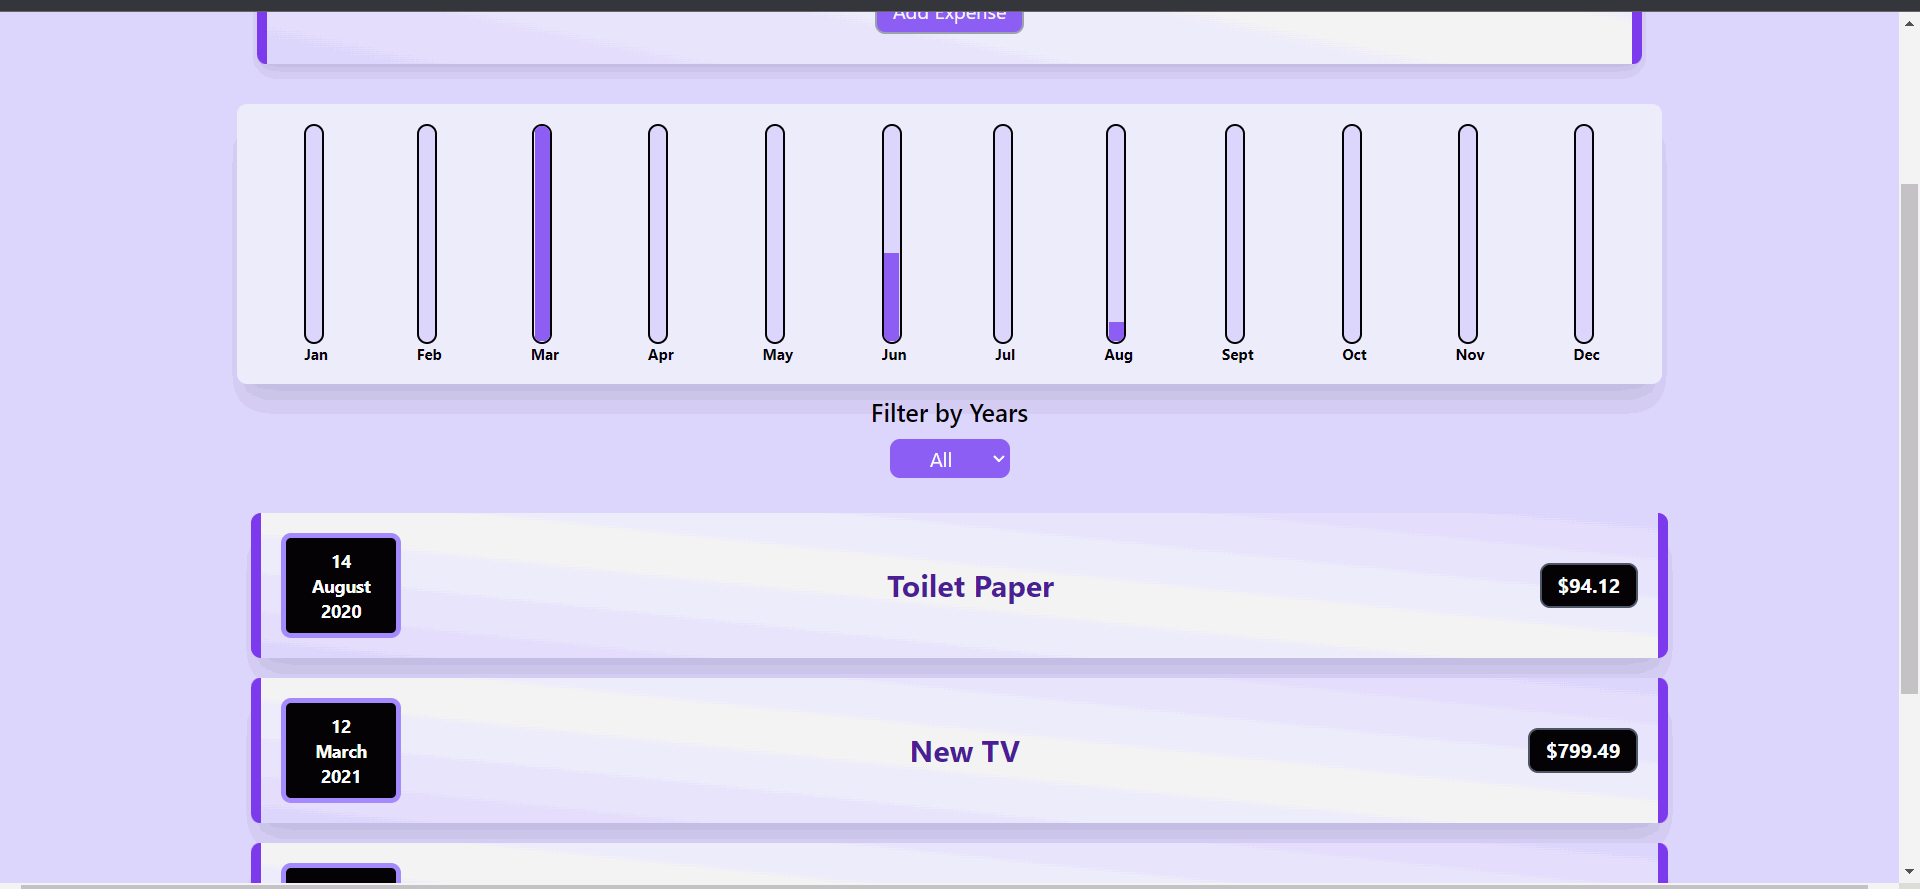 Add Expense
Jan Feb Mar Apr May Jun Jul Aug Sept Oct Nov Dec
Filter by Years
All
14
August
2020
Toilet Paper
$94.12
12
March
2021
New TV
$799.49